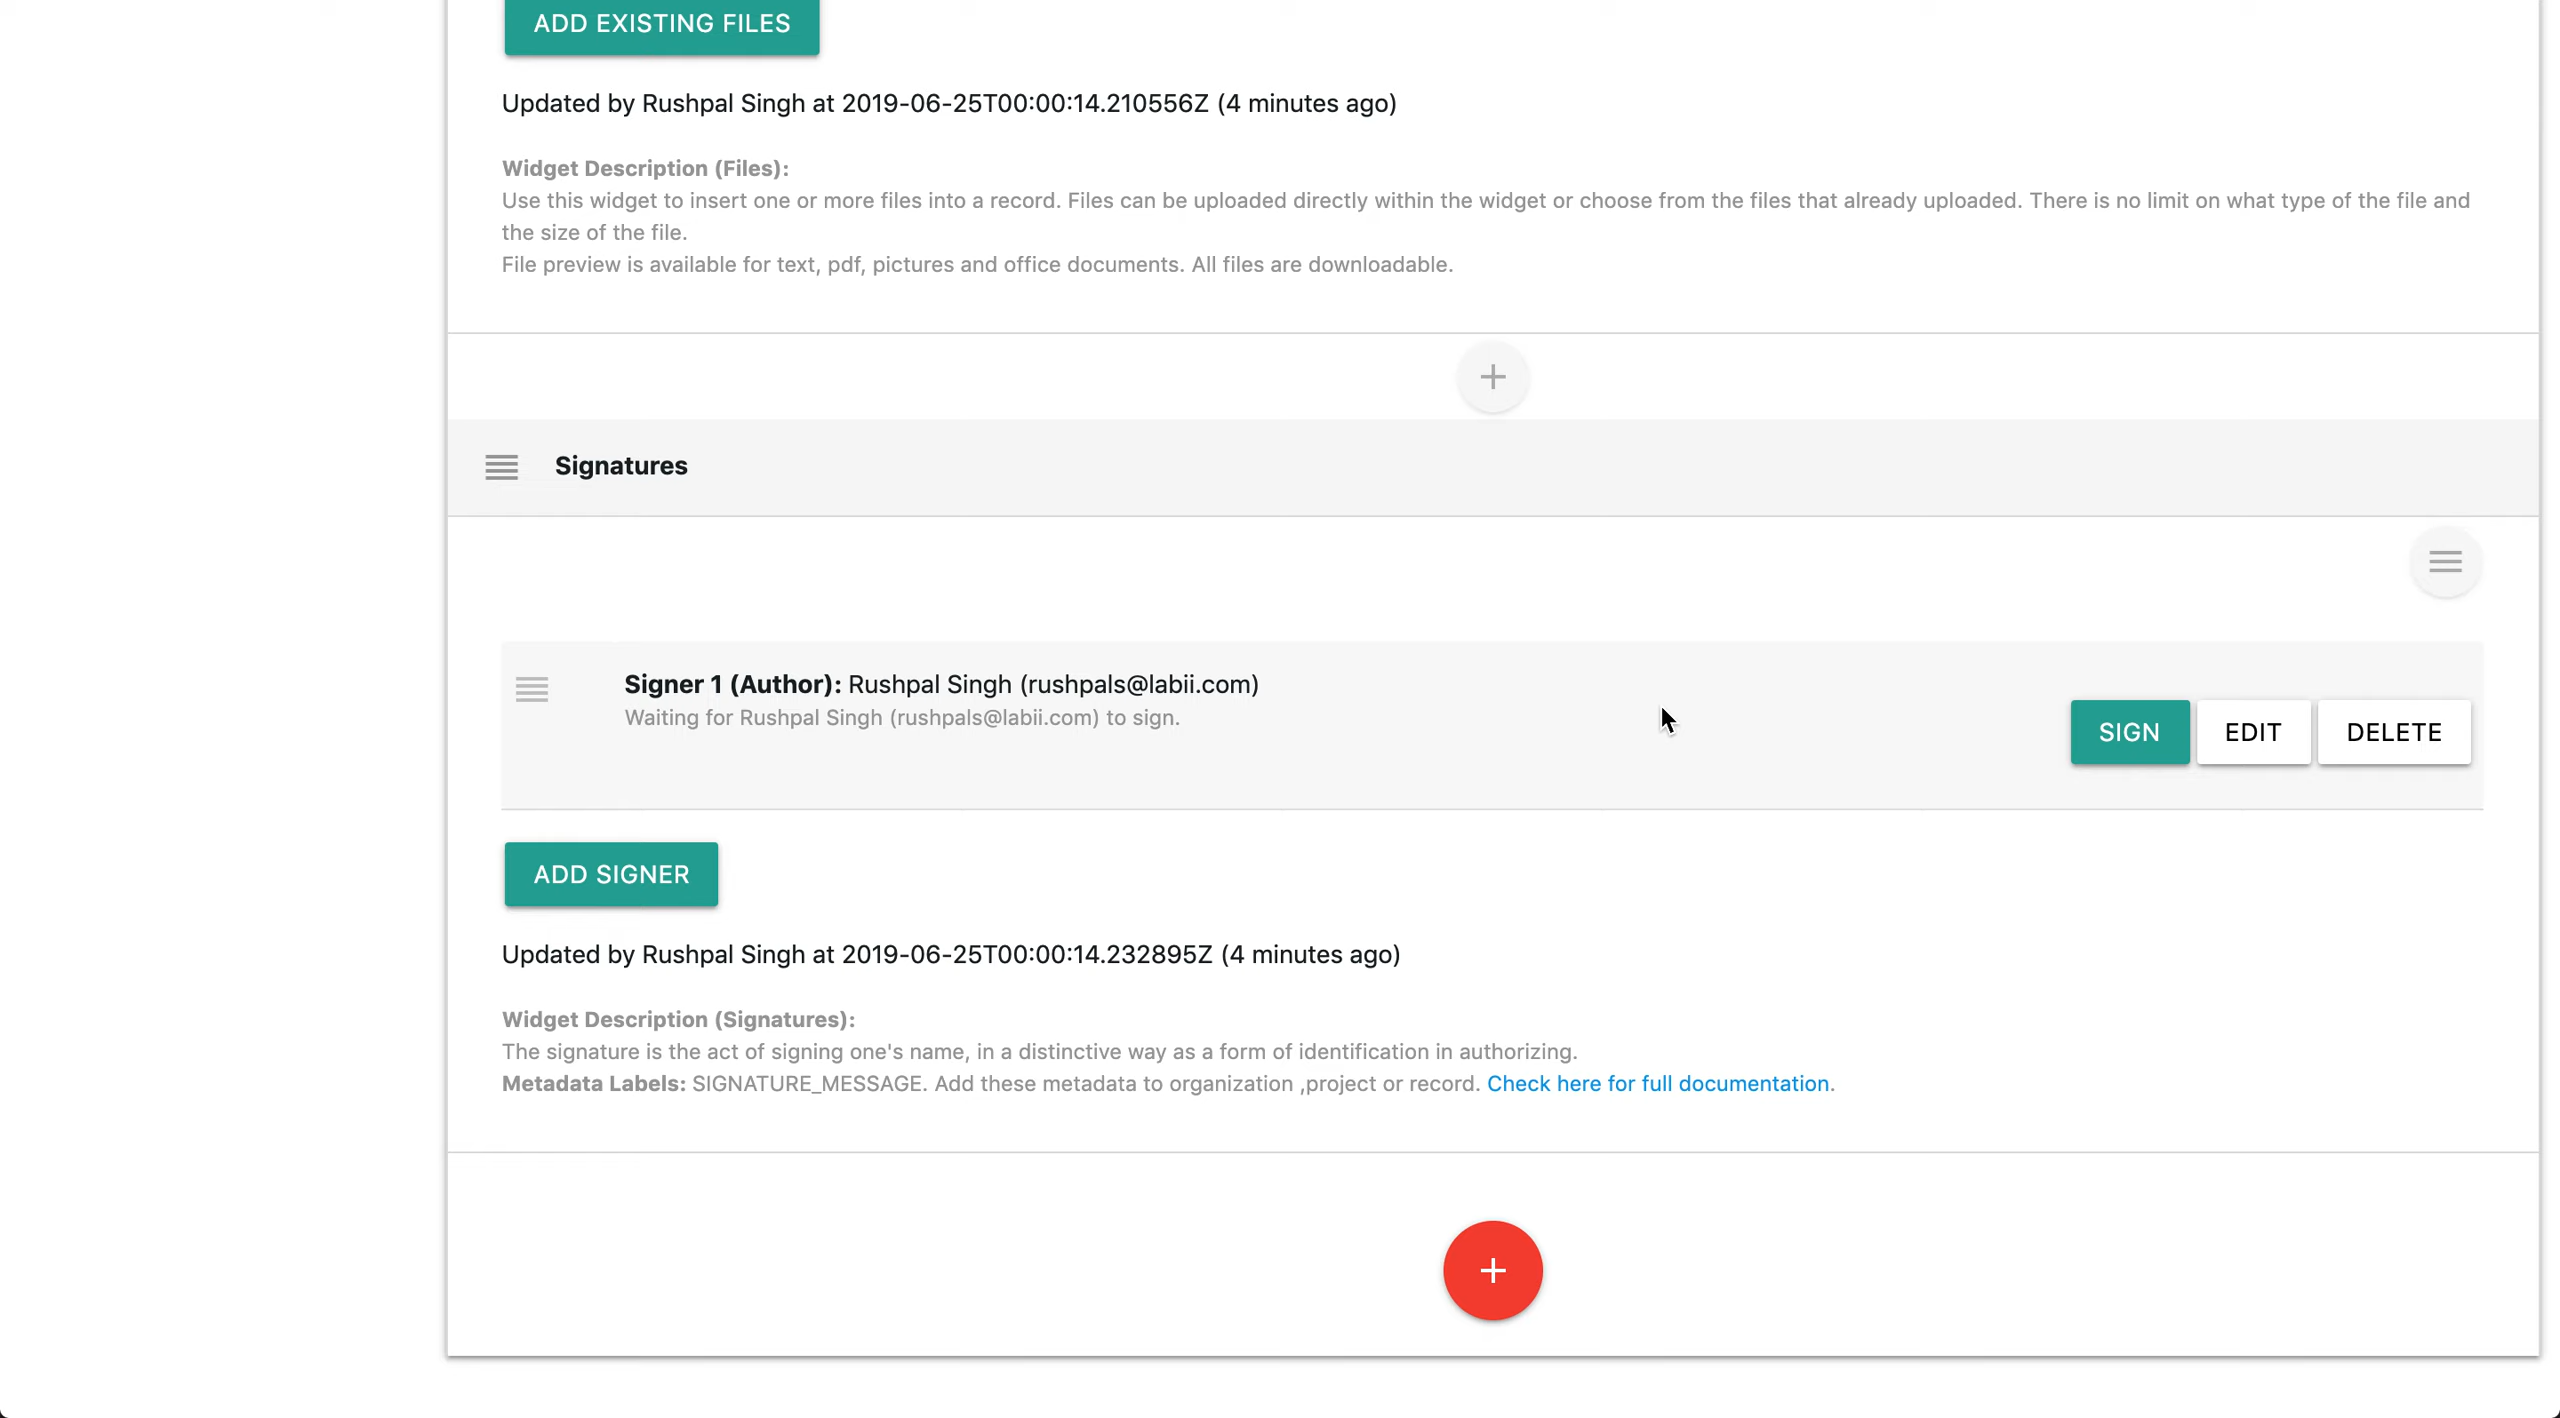 ADD EXISTING FILES
Updated by Rushpal Singh at 2019-06-25T00:00:14.210556Z (4 minutes ago)
Widget Description (Files):
Use this widget to insert one or more files into a record. Files can be uploaded directly within the widget or choose from the files that already uploaded. There is no limit on what type of the file and
the size of the file.
File preview is available for text, pdf, pictures and office documents. All files are downloadable.
Signatures
Signer 1 (Author): Rushpal Singh (rushpals@labii.com)
Waiting for Rushpal Singh (rushpals@labii.com) to sign.
SIGN EDIT DELETE
ADD SIGNER
Updated by Rushpal Singh at 2019-06-25T00:00:14.232895Z (4 minutes ago)
Widget Description (Signatures):
The signature is the act of signing one's name, in a distinctive way as a form of identification in authorizing.
Metadata Labels: SIGNATURE_MESSAGE. Add these metadata to organization ,project or record. Check here for full documentation.